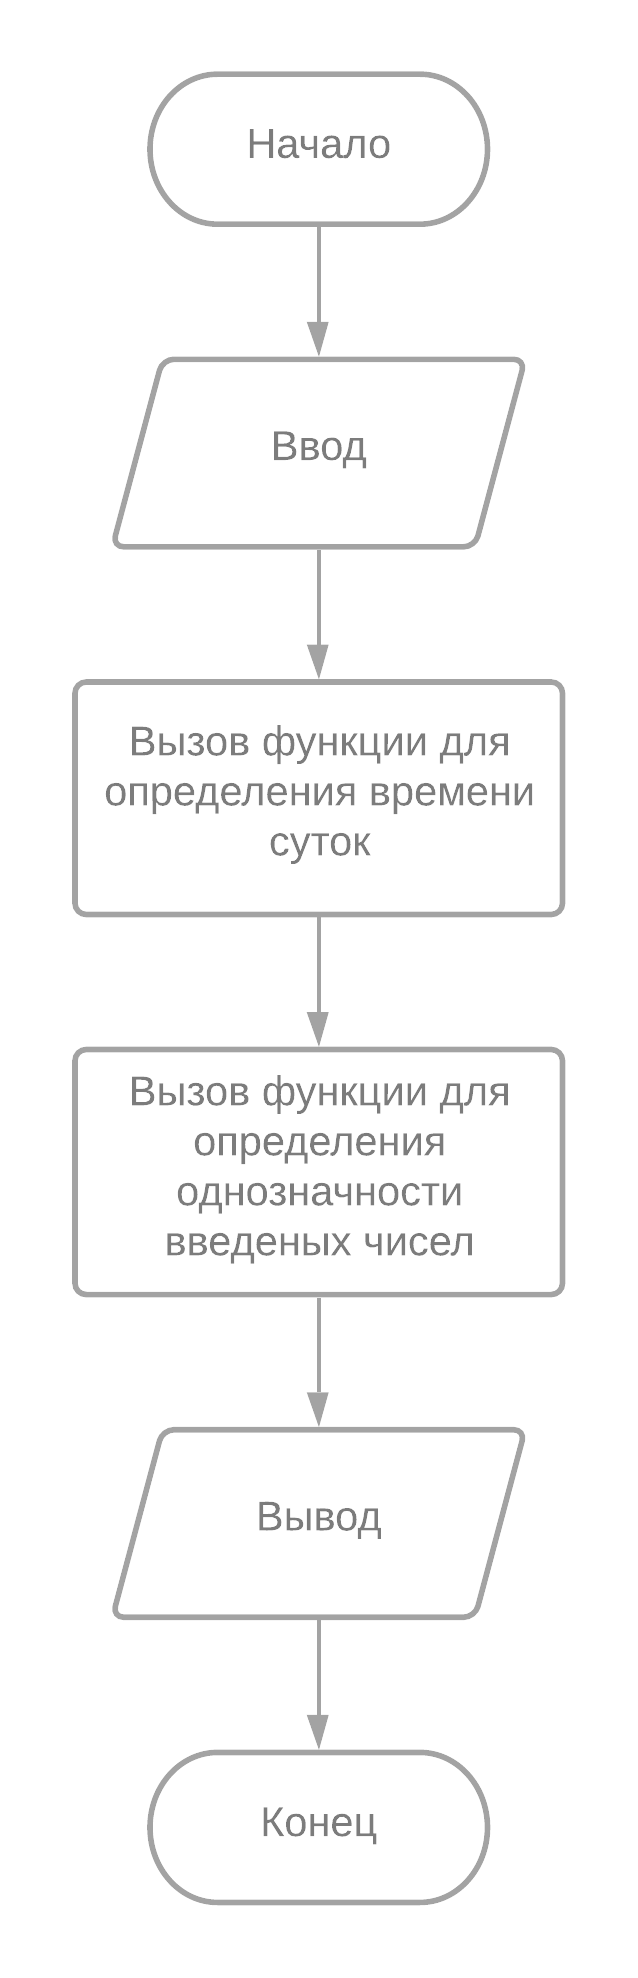 Начало
Ввод
Вызов функции для
определения времени
суток
Вызов функции для
определения
однозначности
введеных чисел
Вывод
Конец